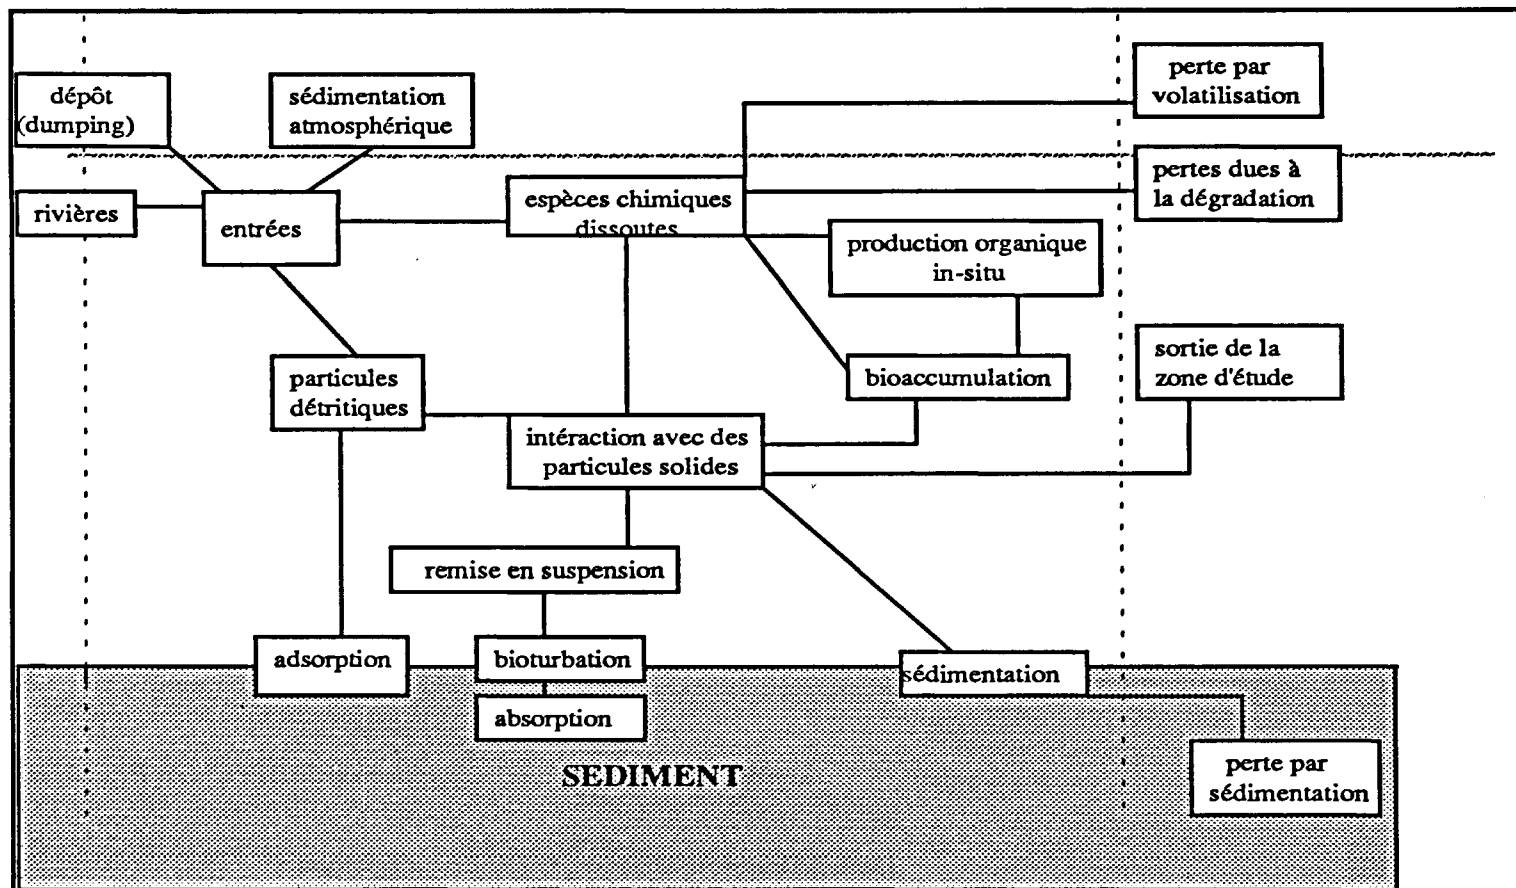 dépôt
(dumping)
sédimentation
atmosphérique
perte par
volatilisation
rivières
entrées
espèces chimiques
dissoutes
pertes dues à
la dégradation
production organique
in-situ
particules
détritiques
bioaccumulation
sortie de la
zone d'étude
intéraction avec des
particules solides
remise en suspension
adsorption
bioturbation
absorption
sédimentation
SEDIMENT
perte par
sédimentation